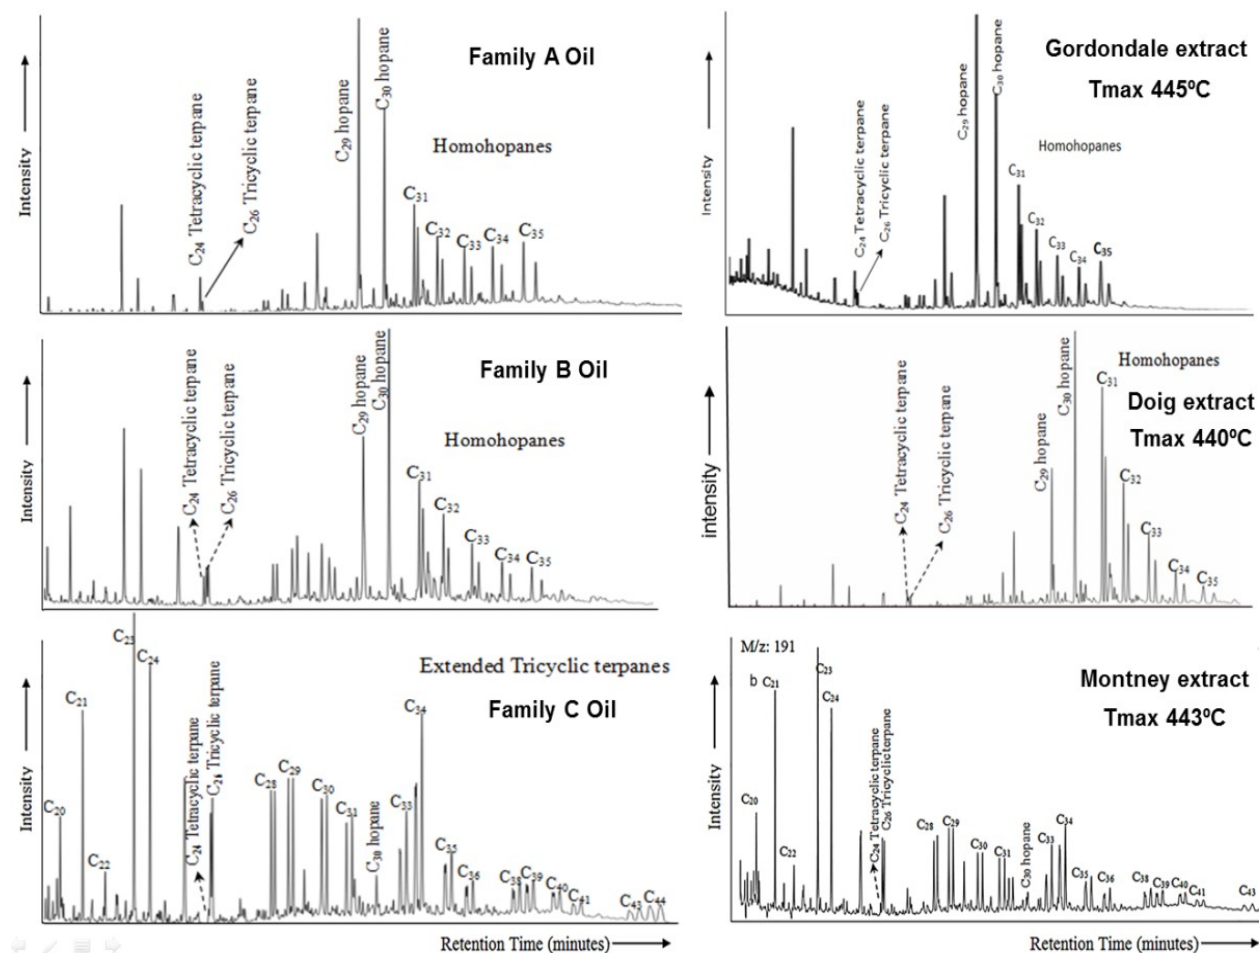 Family A Oil
Intensity
C₂₄ Tetracyclic terpane
C₂₆ Tricyclic terpane
C₂₉ hopane
C₃₀ hopane
Homohopanes
C₃₁
C₃₂
C₃₃
C₃₄
C₃₅
Gordondale extract
Tmax 445ºC
Intensity
C₂₄ Tetracyclic terpane
C₂₆ Tricyclic terpane
C₂₉ hopane
C₃₀ hopane
Homohopanes
C₃₁
C₃₂
C₃₃
C₃₄
C₃₅
Family B Oil
Intensity
C₂₄ Tetracyclic terpane
C₂₆ Tricyclic terpane
C₂₉ hopane
C₃₀ hopane
Homohopanes
C₃₁
C₃₂
C₃₃
C₃₄
C₃₅
Doig extract
Tmax 440ºC
intensity
C₂₄ Tetracyclic terpane
C₂₆ Tricyclic terpane
C₂₉ hopane
C₃₀ hopane
Homohopanes
C₃₁
C₃₂
C₃₃
C₃₄
C₃₅
Extended Tricyclic terpanes
Family C Oil
Intensity
C₂₀
C₂₁
C₂₂
C₂₃
C₂₄
C₂₄ Tetracyclic terpane
C₂₆ Tricyclic terpane
C₂₈
C₂₉
C₃₀
C₃₁
C₃₀ hopane
C₃₃
C₃₄
C₃₅
C₃₆
C₃₈
C₃₉
C₄₀
C₄₁
C₄₃
C₄₄
Retention Time (minutes)
M/z: 191
b
Montney extract
Tmax 443ºC
Intensity
C₂₀
C₂₁
C₂₂
C₂₃
C₂₄
C₂₄ Tetracyclic terpane
C₂₆ Tricyclic terpane
C₂₈
C₂₉
C₃₀
C₃₁
C₃₀ hopane
C₃₃
C₃₄
C₃₅
C₃₆
C₃₈
C₃₉
C₄₀
C₄₁
C₄₃
Retention Time (minutes)